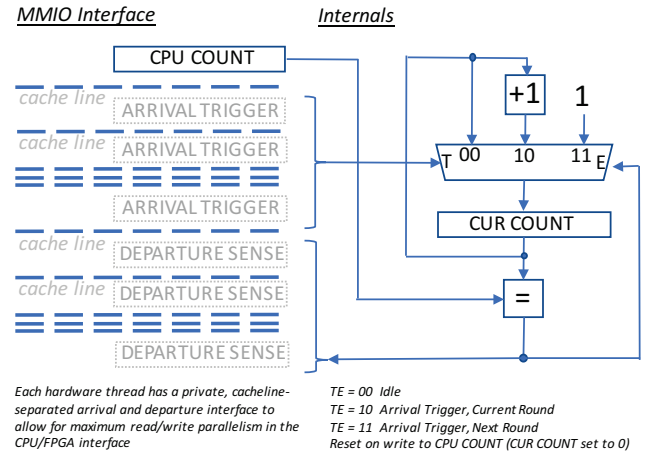 MMIO Interface
Internals
CPU COUNT
cache line
ARRIVAL TRIGGER
cache line
ARRIVAL TRIGGER
ARRIVAL TRIGGER
cache line
DEPARTURE SENSE
cache line
DEPARTURE SENSE
DEPARTURE SENSE
+1
1
T 00 10 11 E
CUR COUNT
=
Each hardware thread has a private, cacheline-
separated arrival and departure interface to
allow for maximum read/write parallelism in the
CPU/FPGA interface
TE = 00 Idle
TE = 10 Arrival Trigger, Current Round
TE = 11 Arrival Trigger, Next Round
Reset on write to CPU COUNT (CUR COUNT set to 0)